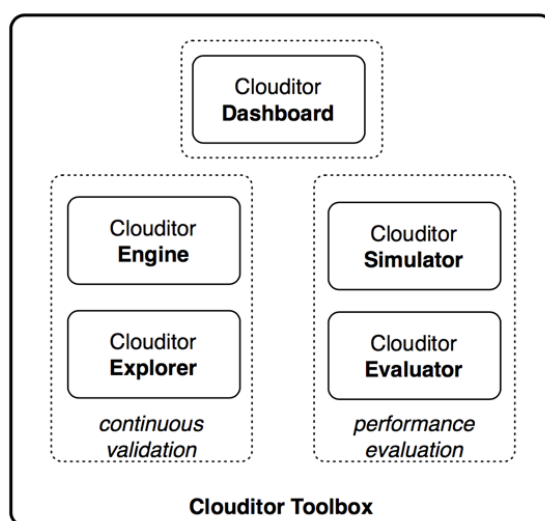 Clouditor
Dashboard
Clouditor
Engine
Clouditor
Explorer
continuous
validation
Clouditor
Simulator
Clouditor
Evaluator
performance
evaluation
Clouditor Toolbox